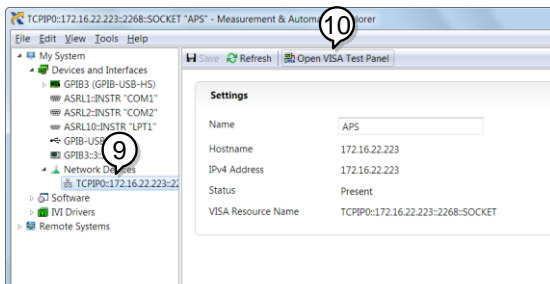 TCPIP0::172.16.22.223::2268::SOCKET "APS" - Measurement & Automa explorer
10
File Edit View Tools Help
My System
Devices and Interfaces
GPIB3 (GPIB-USB-HS)
ASRL1::INSTR "COM1"
ASRL2::INSTR "COM2"
ASRL10::INSTR "LPT1"
GPIB-USB
GPIB3::3::
9
Network Devices
TCPIP0::172.16.22.223::22
Software
IVI Drivers
Remote Systems
Save Refresh Open VISA Test Panel
Settings
Name APS
Hostname 172.16.22.223
IPv4 Address 172.16.22.223
Status Present
VISA Resource Name TCPIP0::172.16.22.223::2268::SOCKET